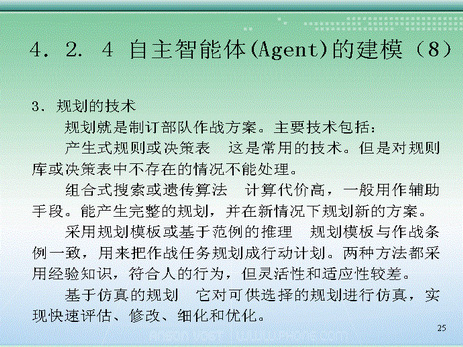 4．2．4 自主智能体(Agent)的建模（8）
3．规划的技术
规划就是制订部队作战方案。主要技术包括：
产生式规则或决策表　这是常用的技术。但是对规则
库或决策表中不存在的情况不能处理。
组合式搜索或遗传算法　计算代价高，一般用作辅助
手段。能产生完整的规划，并在新情况下规划新的方案。
采用规划模板或基于范例的推理　规划模板与作战条
例一致，用来把作战任务规划成行动计划。两种方法都采
用经验知识，符合人的行为，但灵活性和适应性较差。
基于仿真的规划　它对可供选择的规划进行仿真，实
现快速评估、修改、细化和优化。
25